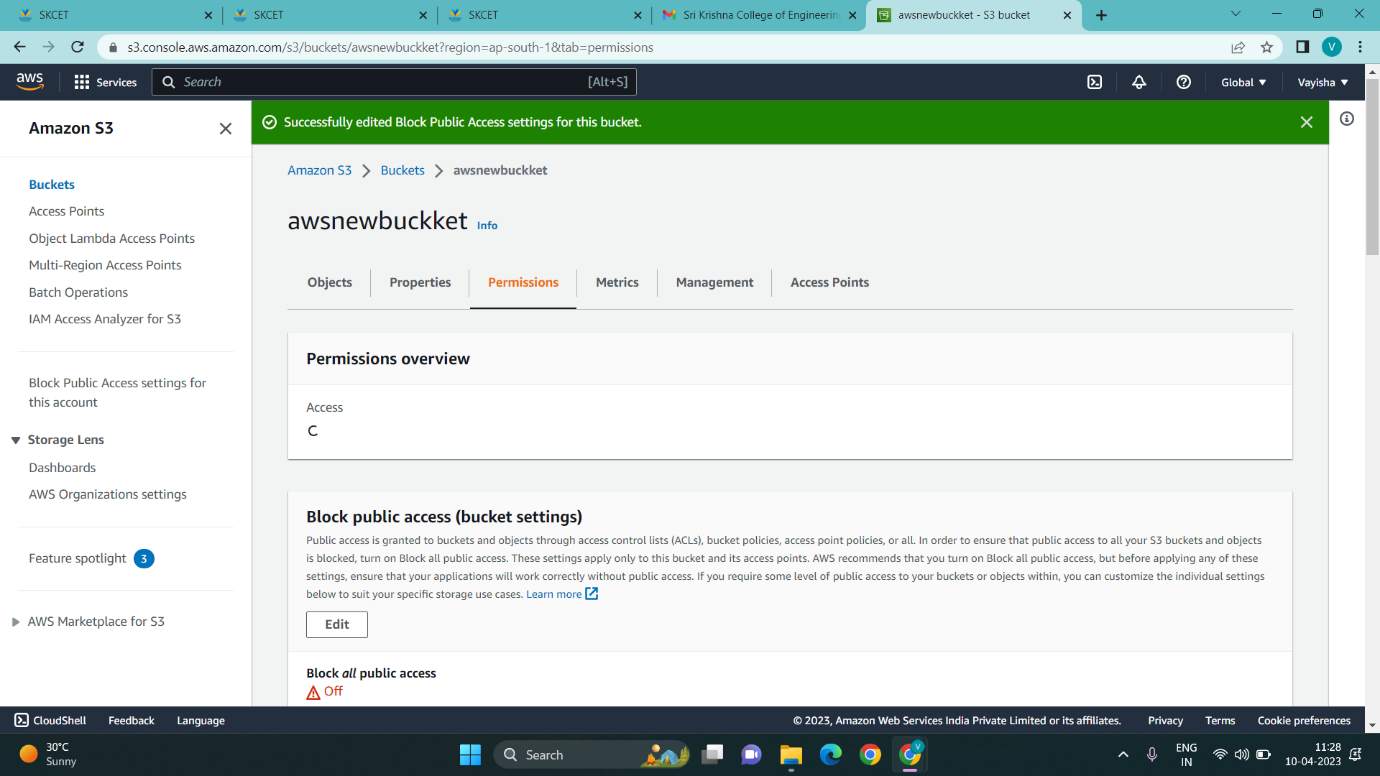 SKCET
SKCET
SKCET
Sri Krishna College of Engineerin
awsnewbuckket - S3 bucket
s3.console.aws.amazon.com/s3/buckets/awsnewbuckket?region=ap-south-1&tab=permissions
V
aws
Services
Search
[Alt+S]
Global
Vayisha
Amazon S3
Successfully edited Block Public Access settings for this bucket.
Buckets
Access Points
Object Lambda Access Points
Multi-Region Access Points
Batch Operations
IAM Access Analyzer for S3
Block Public Access settings for
this account
Storage Lens
Dashboards
AWS Organizations settings
Feature spotlight 3
AWS Marketplace for S3
Amazon S3 > Buckets > awsnewbuckket
awsnewbuckket Info
Objects
Properties
Permissions
Metrics
Management
Access Points
Permissions overview
Access
C
Block public access (bucket settings)
Public access is granted to buckets and objects through access control lists (ACLs), bucket policies, access point policies, or all. In order to ensure that public access to all your S3 buckets and objects
is blocked, turn on Block all public access. These settings apply only to this bucket and its access points. AWS recommends that you turn on Block all public access, but before applying any of these
settings, ensure that your applications will work correctly without public access. If you require some level of public access to your buckets or objects within, you can customize the individual settings
below to suit your specific storage use cases. Learn more
Edit
Block all public access
Off
CloudShell
Feedback
Language
© 2023, Amazon Web Services India Private Limited or its affiliates.
Privacy
Terms
Cookie preferences
30°C
Sunny
Search
V
ENG
IN
11:28
10-04-2023